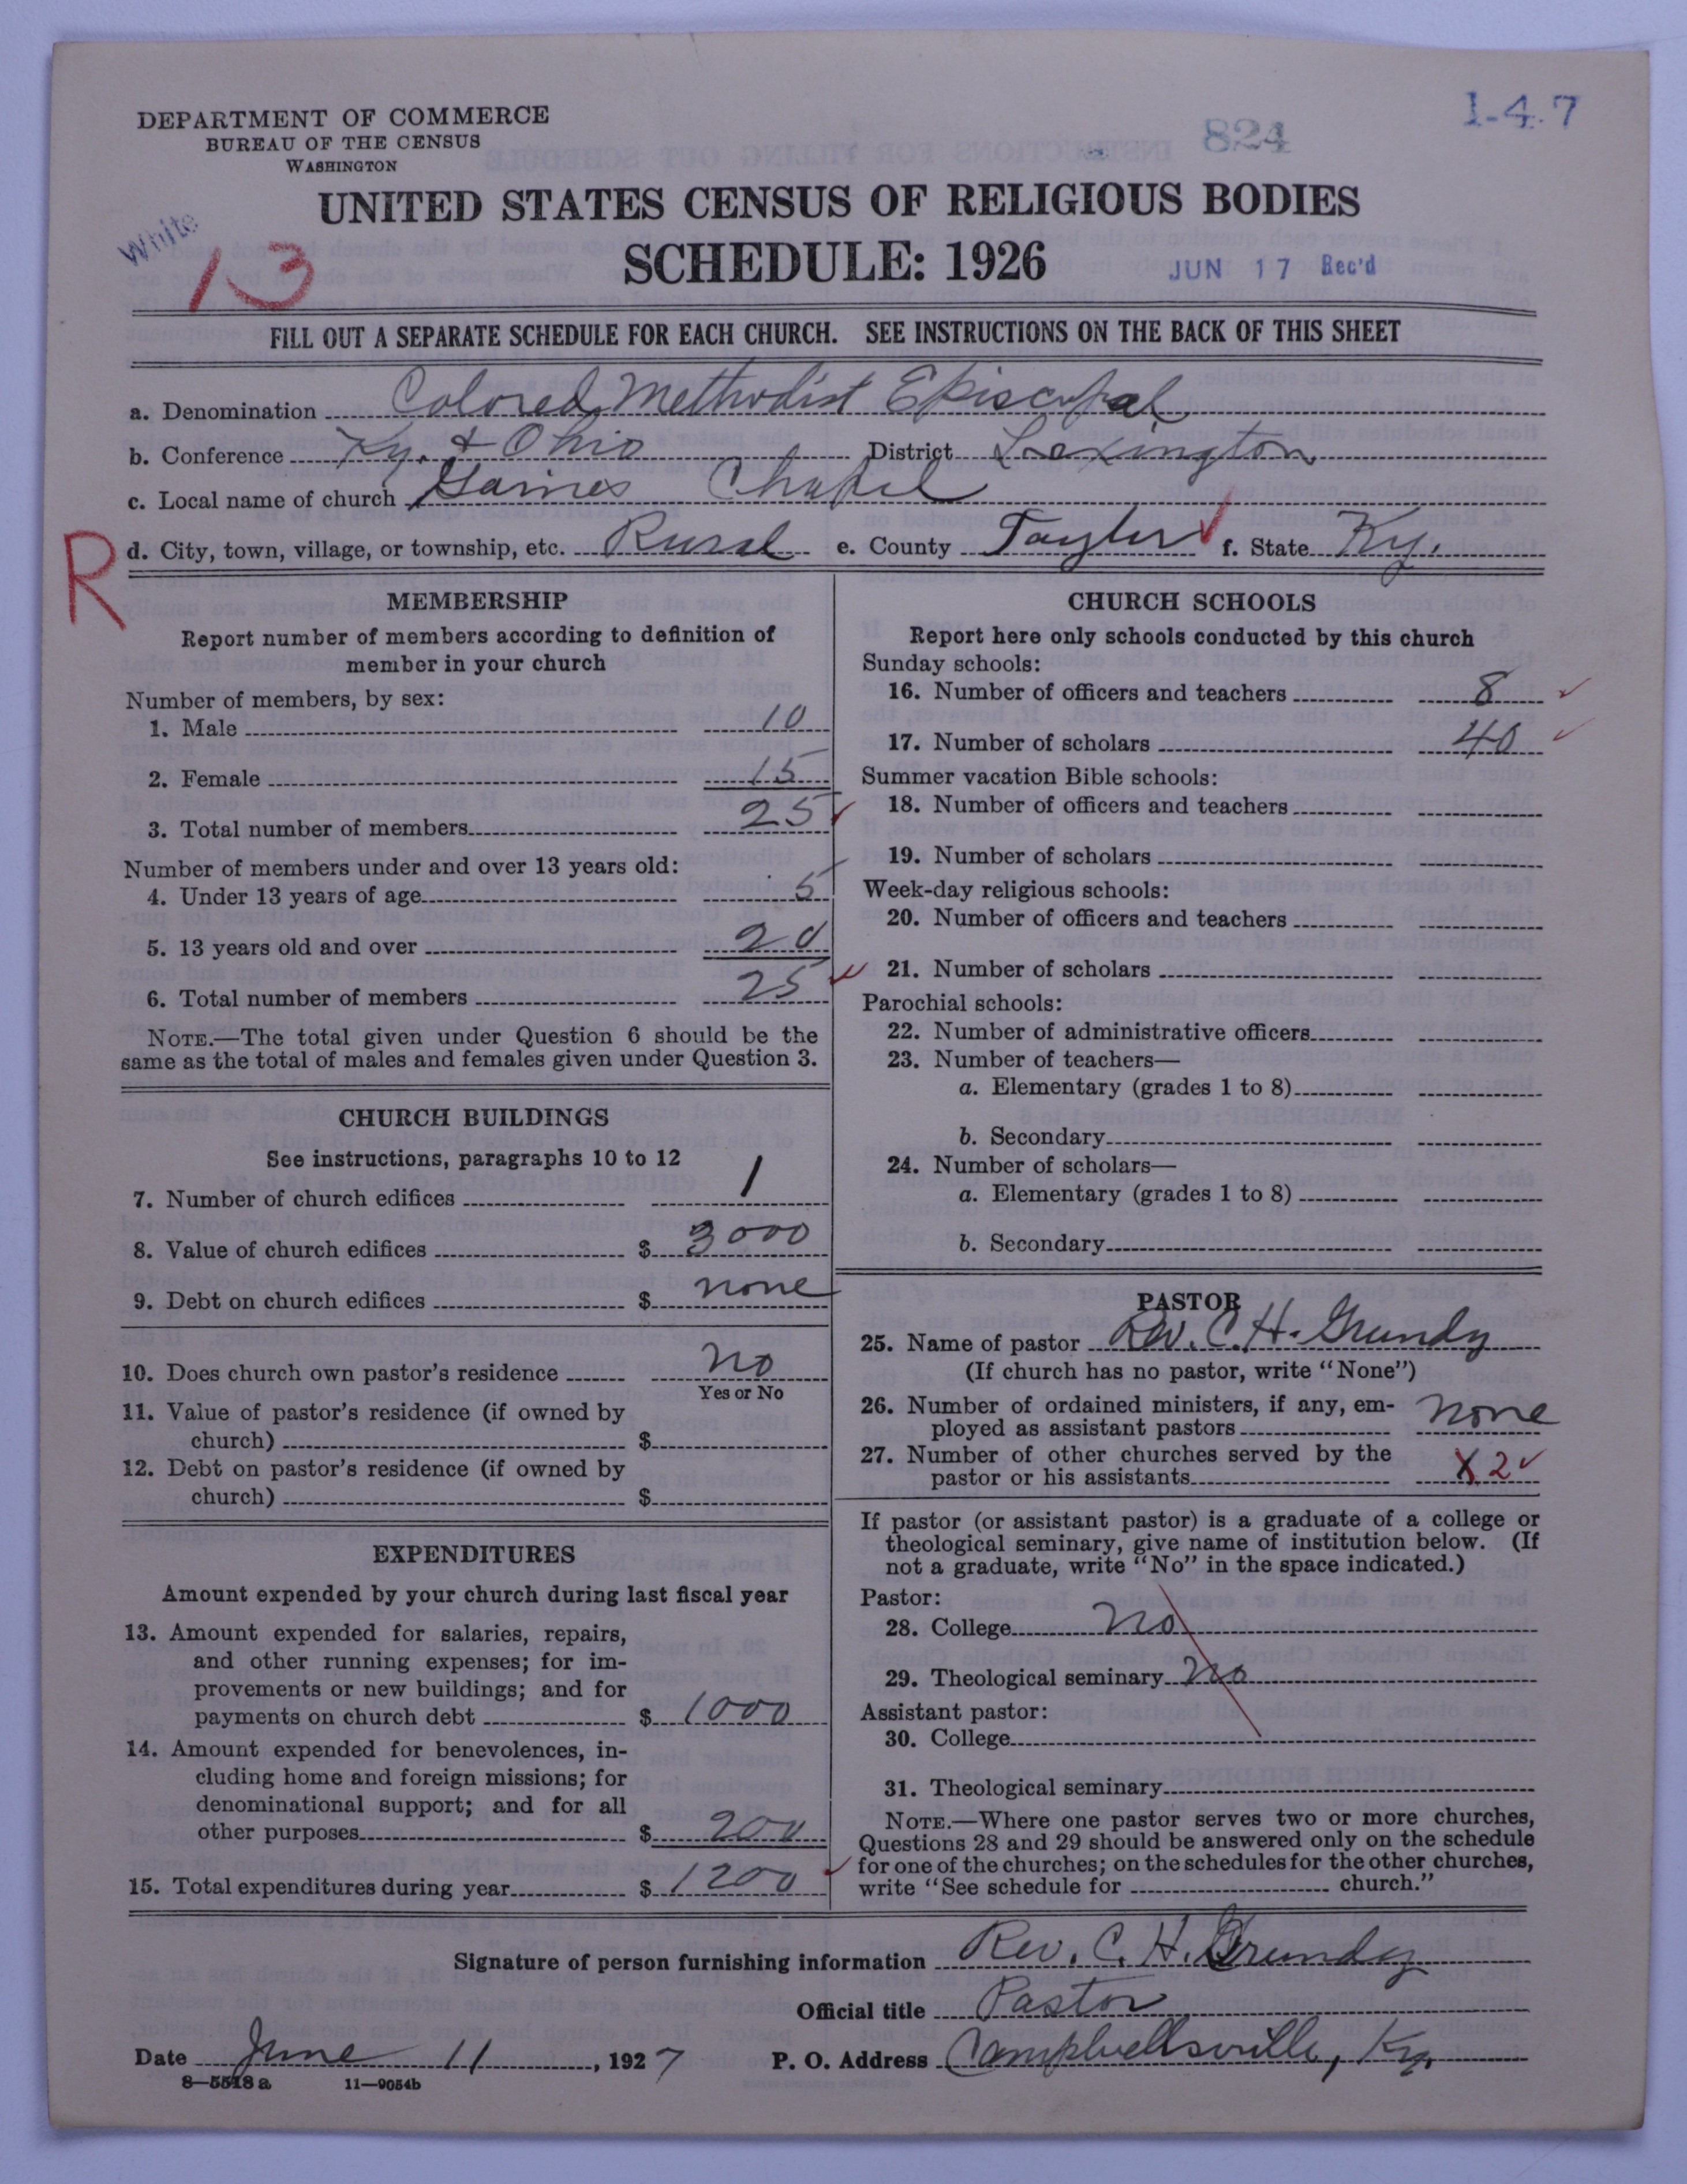 DEPARTMENT OF COMMERCE
BUREAU OF THE CENSUS
WASHINGTON
824
1-4.7
UNITED STATES CENSUS OF RELIGIOUS BODIES
SCHEDULE: 1926
White
13
JUN 17 Rec'd
FILL OUT A SEPARATE SCHEDULE FOR EACH CHURCH. SEE INSTRUCTIONS ON THE BACK OF THIS SHEET
a. Denomination Colored Methodist Episcopal
b. Conference Ky. & Ohio District Lexington
c. Local name of church Gaines Chapel
R
d. City, town, village, or township, etc. Rural e. County Taylor f. State Ky.
MEMBERSHIP
Report number of members according to definition of
member in your church
Number of members, by sex:
1. Male 10
2. Female 15
3. Total number of members 25
Number of members under and over 13 years old:
4. Under 13 years of age 5
5. 13 years old and over 20
6. Total number of members 25
NOTE.—The total given under Question 6 should be the
same as the total of males and females given under Question 3.
CHURCH BUILDINGS
See instructions, paragraphs 10 to 12
7. Number of church edifices 1
8. Value of church edifices $ 3000
9. Debt on church edifices $ none
10. Does church own pastor's residence no
Yes or No
11. Value of pastor's residence (if owned by
church) $
12. Debt on pastor's residence (if owned by
church) $
EXPENDITURES
Amount expended by your church during last fiscal year
13. Amount expended for salaries, repairs,
and other running expenses; for im-
provements or new buildings; and for
payments on church debt $ 1000
14. Amount expended for benevolences, in-
cluding home and foreign missions; for
denominational support; and for all
other purposes $ 200
15. Total expenditures during year $ 1200
CHURCH SCHOOLS
Report here only schools conducted by this church
Sunday schools:
16. Number of officers and teachers 8
17. Number of scholars 40
Summer vacation Bible schools:
18. Number of officers and teachers
19. Number of scholars
Week-day religious schools:
20. Number of officers and teachers
21. Number of scholars
Parochial schools:
22. Number of administrative officers
23. Number of teachers—
a. Elementary (grades 1 to 8)
b. Secondary
24. Number of scholars—
a. Elementary (grades 1 to 8)
b. Secondary
PASTOR
25. Name of pastor Rev. C. H. Grundy
(If church has no pastor, write "None")
26. Number of ordained ministers, if any, em-
ployed as assistant pastors none
27. Number of other churches served by the
pastor or his assistants 2
If pastor (or assistant pastor) is a graduate of a college or
theological seminary, give name of institution below. (If
not a graduate, write "No" in the space indicated.)
Pastor:
28. College no
29. Theological seminary no
Assistant pastor:
30. College
31. Theological seminary
NOTE.—Where one pastor serves two or more churches,
Questions 28 and 29 should be answered only on the schedule
for one of the churches; on the schedules for the other churches,
write "See schedule for church."
Signature of person furnishing information Rev. C. H. Grundy
Official title Pastor
Date June 11, 1927 P. O. Address Campbellsville, Ky.
8—5518 a 11—9054b